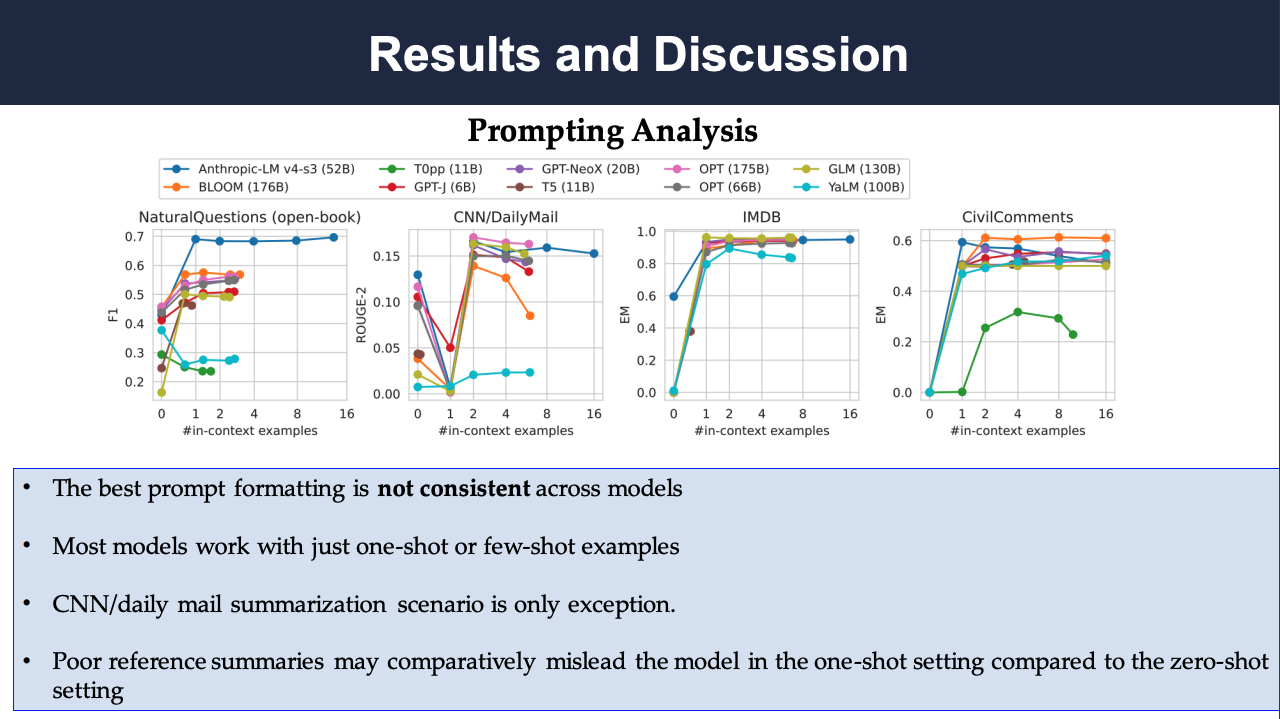 Results and Discussion
Prompting Analysis
Anthropic-LM v4-s3 (52B) T0pp (11B) GPT-NeoX (20B) OPT (175B) GLM (130B)
BLOOM (176B) GPT-J (6B) T5 (11B) OPT (66B) YaLM (100B)
NaturalQuestions (open-book)
0.7
0.6
0.5
0.4
0.3
0.2
F1
0 1 2 4 8 16
#in-context examples
CNN/DailyMail
0.15
0.10
0.05
0.00
ROUGE-2
0 1 2 4 8 16
#in-context examples
IMDB
1.0
0.8
0.6
0.4
0.2
0.0
EM
0 1 2 4 8 16
#in-context examples
CivilComments
0.6
0.4
0.2
0.0
EM
0 1 2 4 8 16
#in-context examples
• The best prompt formatting is not consistent across models
• Most models work with just one-shot or few-shot examples
• CNN/daily mail summarization scenario is only exception.
• Poor reference summaries may comparatively mislead the model in the one-shot setting compared to the zero-shot
setting